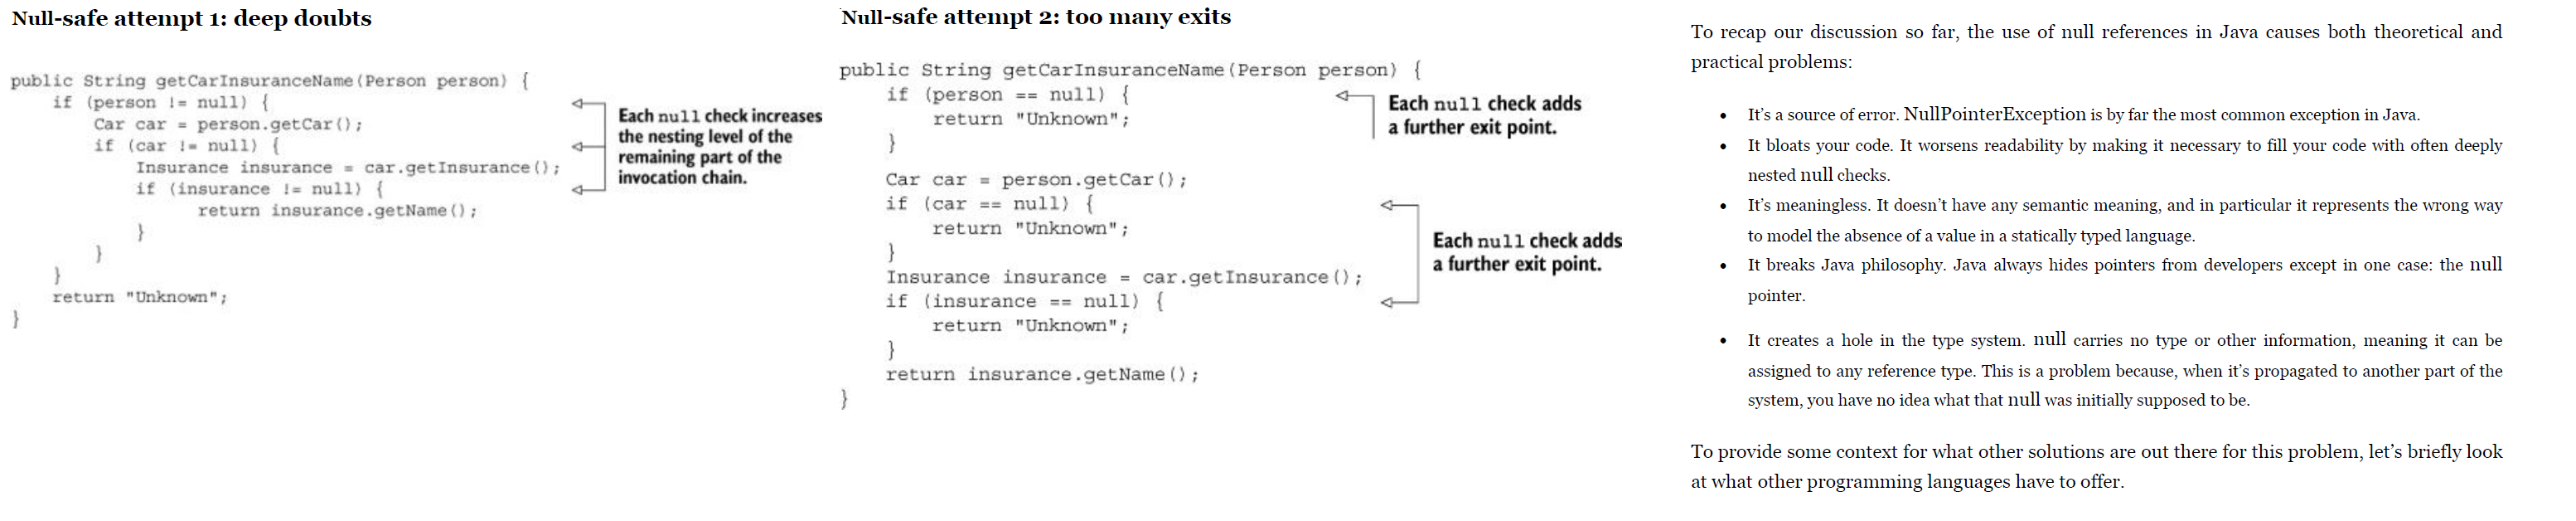 Null-safe attempt 1: deep doubts
public String getCarInsuranceName(Person person) {
if (person != null) {
Car car = person.getCar();
if (car != null) {
Insurance insurance = car.getInsurance();
if (insurance != null) {
return insurance.getName();
}
}
}
return "Unknown";
}
Each null check increases
the nesting level of the
remaining part of the
invocation chain.
Null-safe attempt 2: too many exits
public String getCarInsuranceName(Person person) {
if (person == null) {
return "Unknown";
}
Car car = person.getCar();
if (car == null) {
return "Unknown";
}
Insurance insurance = car.getInsurance();
if (insurance == null) {
return "Unknown";
}
return insurance.getName();
}
Each null check adds
a further exit point.
Each null check adds
a further exit point.
To recap our discussion so far, the use of null references in Java causes both theoretical and
practical problems:
• It's a source of error. NullPointerException is by far the most common exception in Java.
• It bloats your code. It worsens readability by making it necessary to fill your code with often deeply
nested null checks.
• It's meaningless. It doesn't have any semantic meaning, and in particular it represents the wrong way
to model the absence of a value in a statically typed language.
• It breaks Java philosophy. Java always hides pointers from developers except in one case: the null
pointer.
• It creates a hole in the type system. null carries no type or other information, meaning it can be
assigned to any reference type. This is a problem because, when it's propagated to another part of the
system, you have no idea what that null was initially supposed to be.
To provide some context for what other solutions are out there for this problem, let's briefly look
at what other programming languages have to offer.